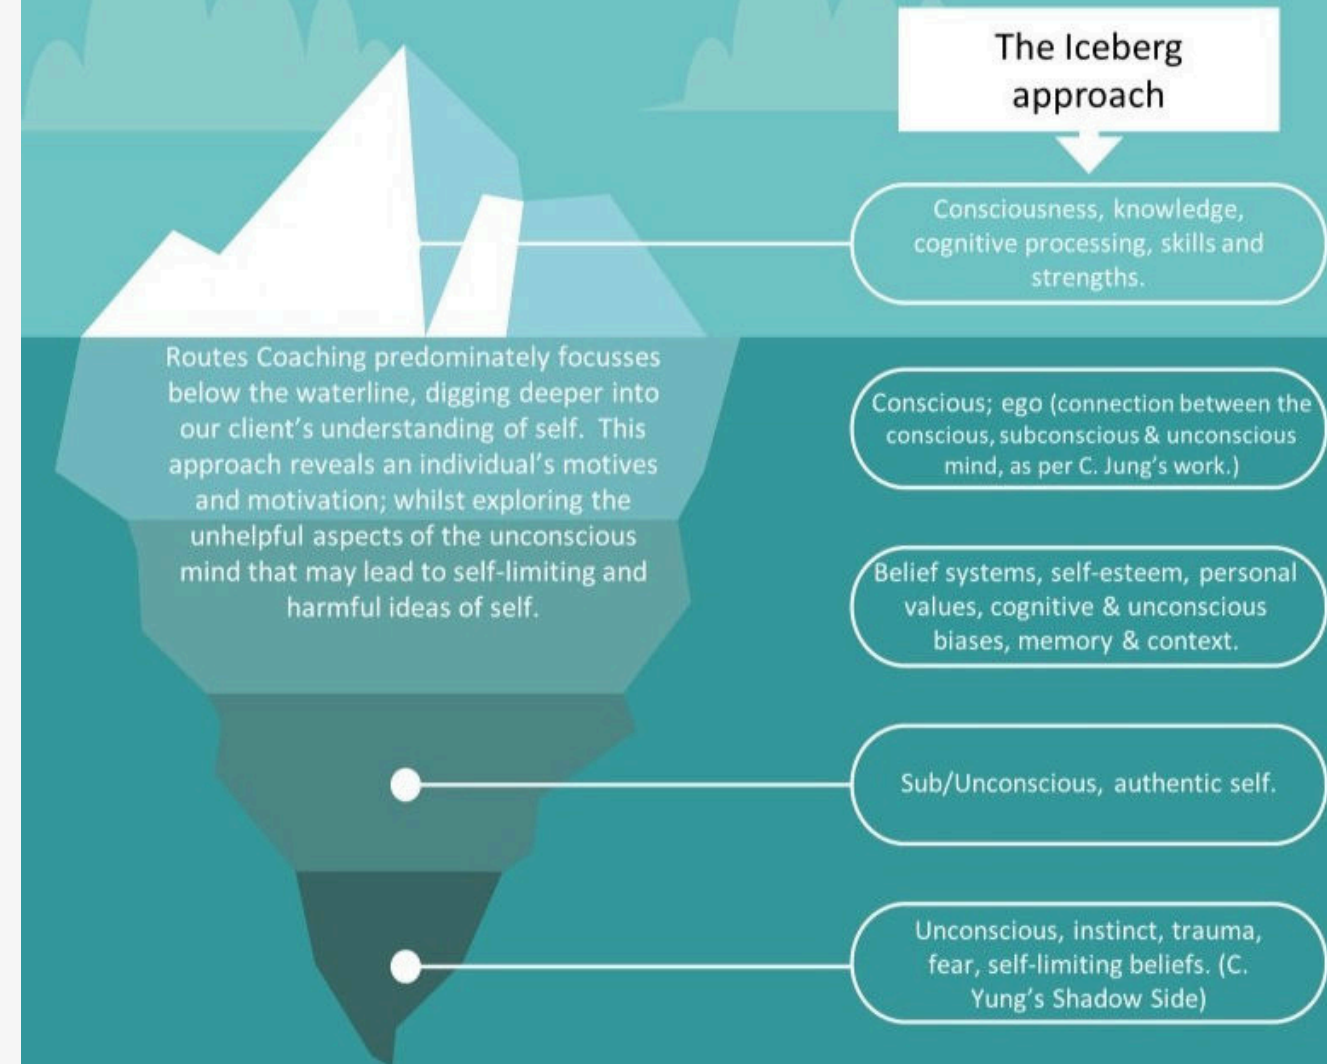 The Iceberg
approach
Consciousness, knowledge,
cognitive processing, skills and
strengths.
Routes Coaching predominately focusses
below the waterline, digging deeper into
our client's understanding of self.  This
approach reveals an individual's motives
and motivation; whilst exploring the
unhelpful aspects of the unconscious
mind that may lead to self-limiting and
harmful ideas of self.
Conscious; ego (connection between the
conscious, subconscious & unconscious
mind, as per C. Jung's work.)
Belief systems, self-esteem, personal
values, cognitive & unconscious
biases, memory & context.
Sub/Unconscious, authentic self.
Unconscious, instinct, trauma,
fear, self-limiting beliefs. (C.
Yung's Shadow Side)